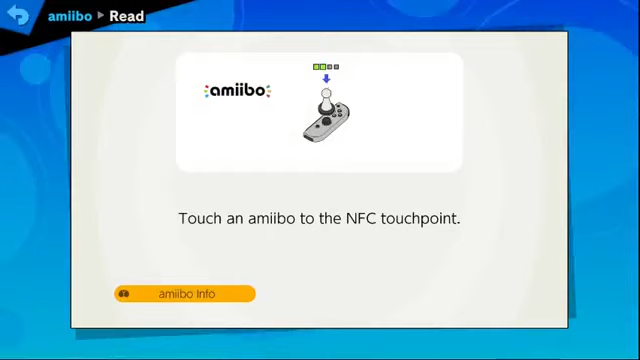 amiibo ▶ Read
amiibo
Touch an amiibo to the NFC touchpoint.
amiibo Info